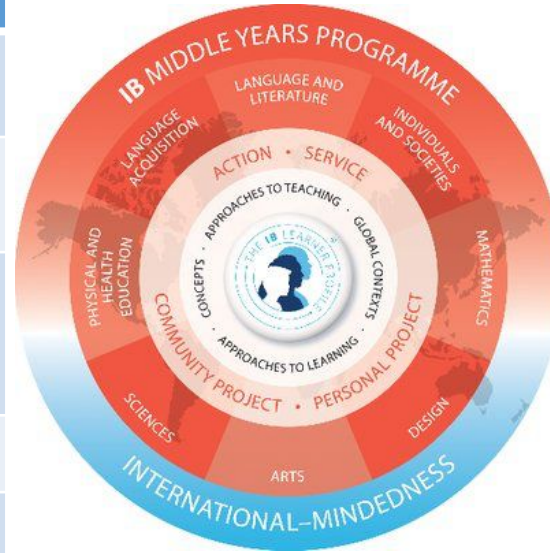 IB MIDDLE YEARS PROGRAMME
LANGUAGE AND
LITERATURE
LANGUAGE
ACQUISITION
INDIVIDUALS
AND SOCIETIES
PHYSICAL AND
HEALTH
EDUCATION
MATHEMATICS
SCIENCES
ARTS
DESIGN
ACTION • SERVICE
COMMUNITY PROJECT • PERSONAL PROJECT
APPROACHES TO TEACHING · GLOBAL CONTEXTS ·
CONCEPTS · APPROACHES TO LEARNING ·
THE IB LEARNER PROFILE
INTERNATIONAL–MINDEDNESS